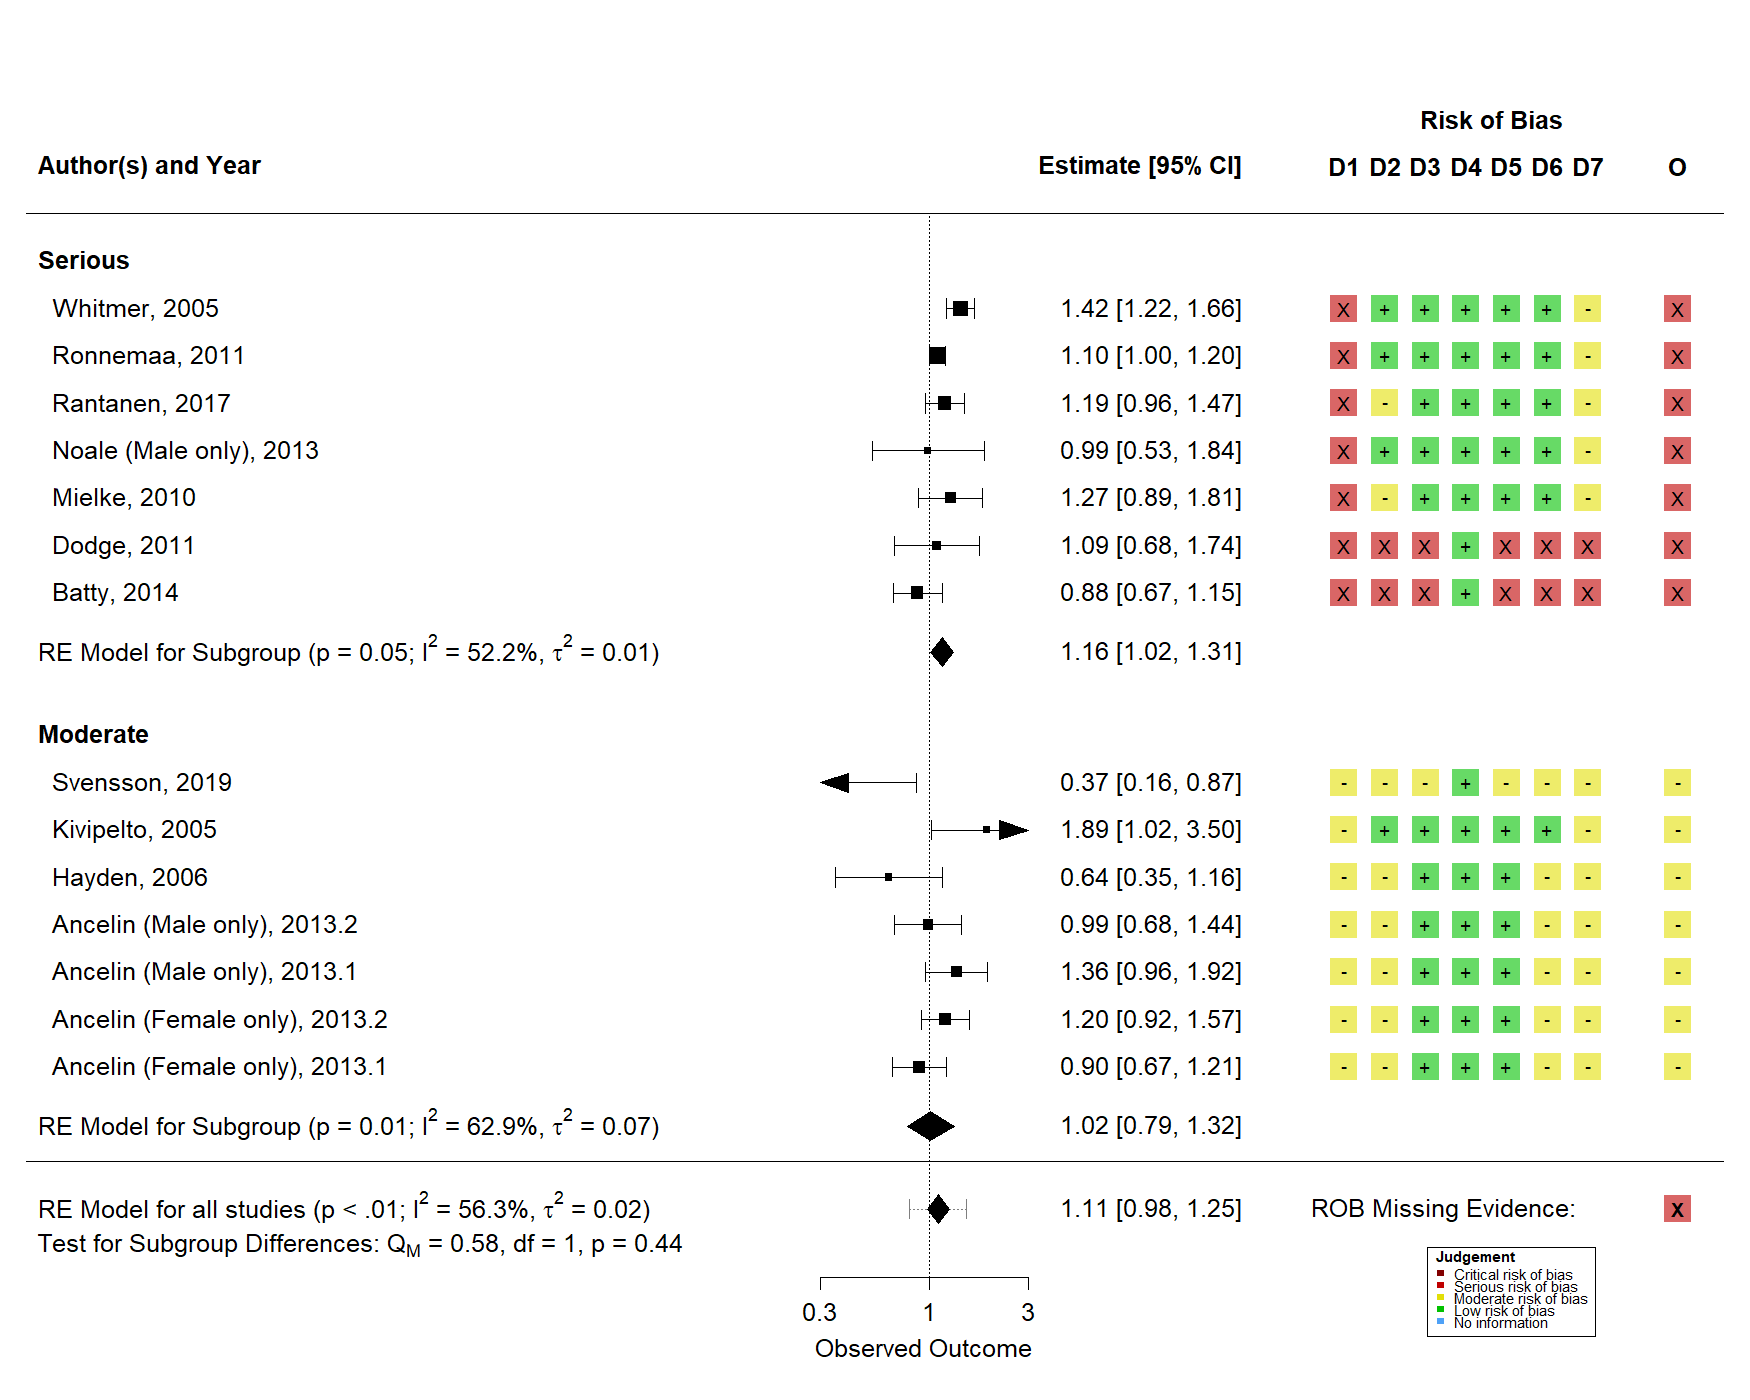 Risk of Bias
Author(s) and Year Estimate [95% CI] D1 D2 D3 D4 D5 D6 D7 O
Serious
Whitmer, 2005 1.42 [1.22, 1.66] X + + + + + - X
Ronnemaa, 2011 1.10 [1.00, 1.20] X + + + + + - X
Rantanen, 2017 1.19 [0.96, 1.47] X - + + + + - X
Noale (Male only), 2013 0.99 [0.53, 1.84] X + + + + + - X
Mielke, 2010 1.27 [0.89, 1.81] X - + + + + - X
Dodge, 2011 1.09 [0.68, 1.74] X X X + X X X X
Batty, 2014 0.88 [0.67, 1.15] X X X + X X X X
RE Model for Subgroup (p = 0.05; I² = 52.2%, τ² = 0.01) 1.16 [1.02, 1.31]
Moderate
Svensson, 2019 0.37 [0.16, 0.87] - - - + - - - -
Kivipelto, 2005 1.89 [1.02, 3.50] - + + + + + - -
Hayden, 2006 0.64 [0.35, 1.16] - - + + + - - -
Ancelin (Male only), 2013.2 0.99 [0.68, 1.44] - - + + + - - -
Ancelin (Male only), 2013.1 1.36 [0.96, 1.92] - - + + + - - -
Ancelin (Female only), 2013.2 1.20 [0.92, 1.57] - - + + + - - -
Ancelin (Female only), 2013.1 0.90 [0.67, 1.21] - - + + + - - -
RE Model for Subgroup (p = 0.01; I² = 62.9%, τ² = 0.07) 1.02 [0.79, 1.32]
RE Model for all studies (p < .01; I² = 56.3%, τ² = 0.02) 1.11 [0.98, 1.25] ROB Missing Evidence: X
Test for Subgroup Differences: Q_M = 0.58, df = 1, p = 0.44
Judgement
Critical risk of bias
Serious risk of bias
Moderate risk of bias
Low risk of bias
No information
0.3 1 3
Observed Outcome